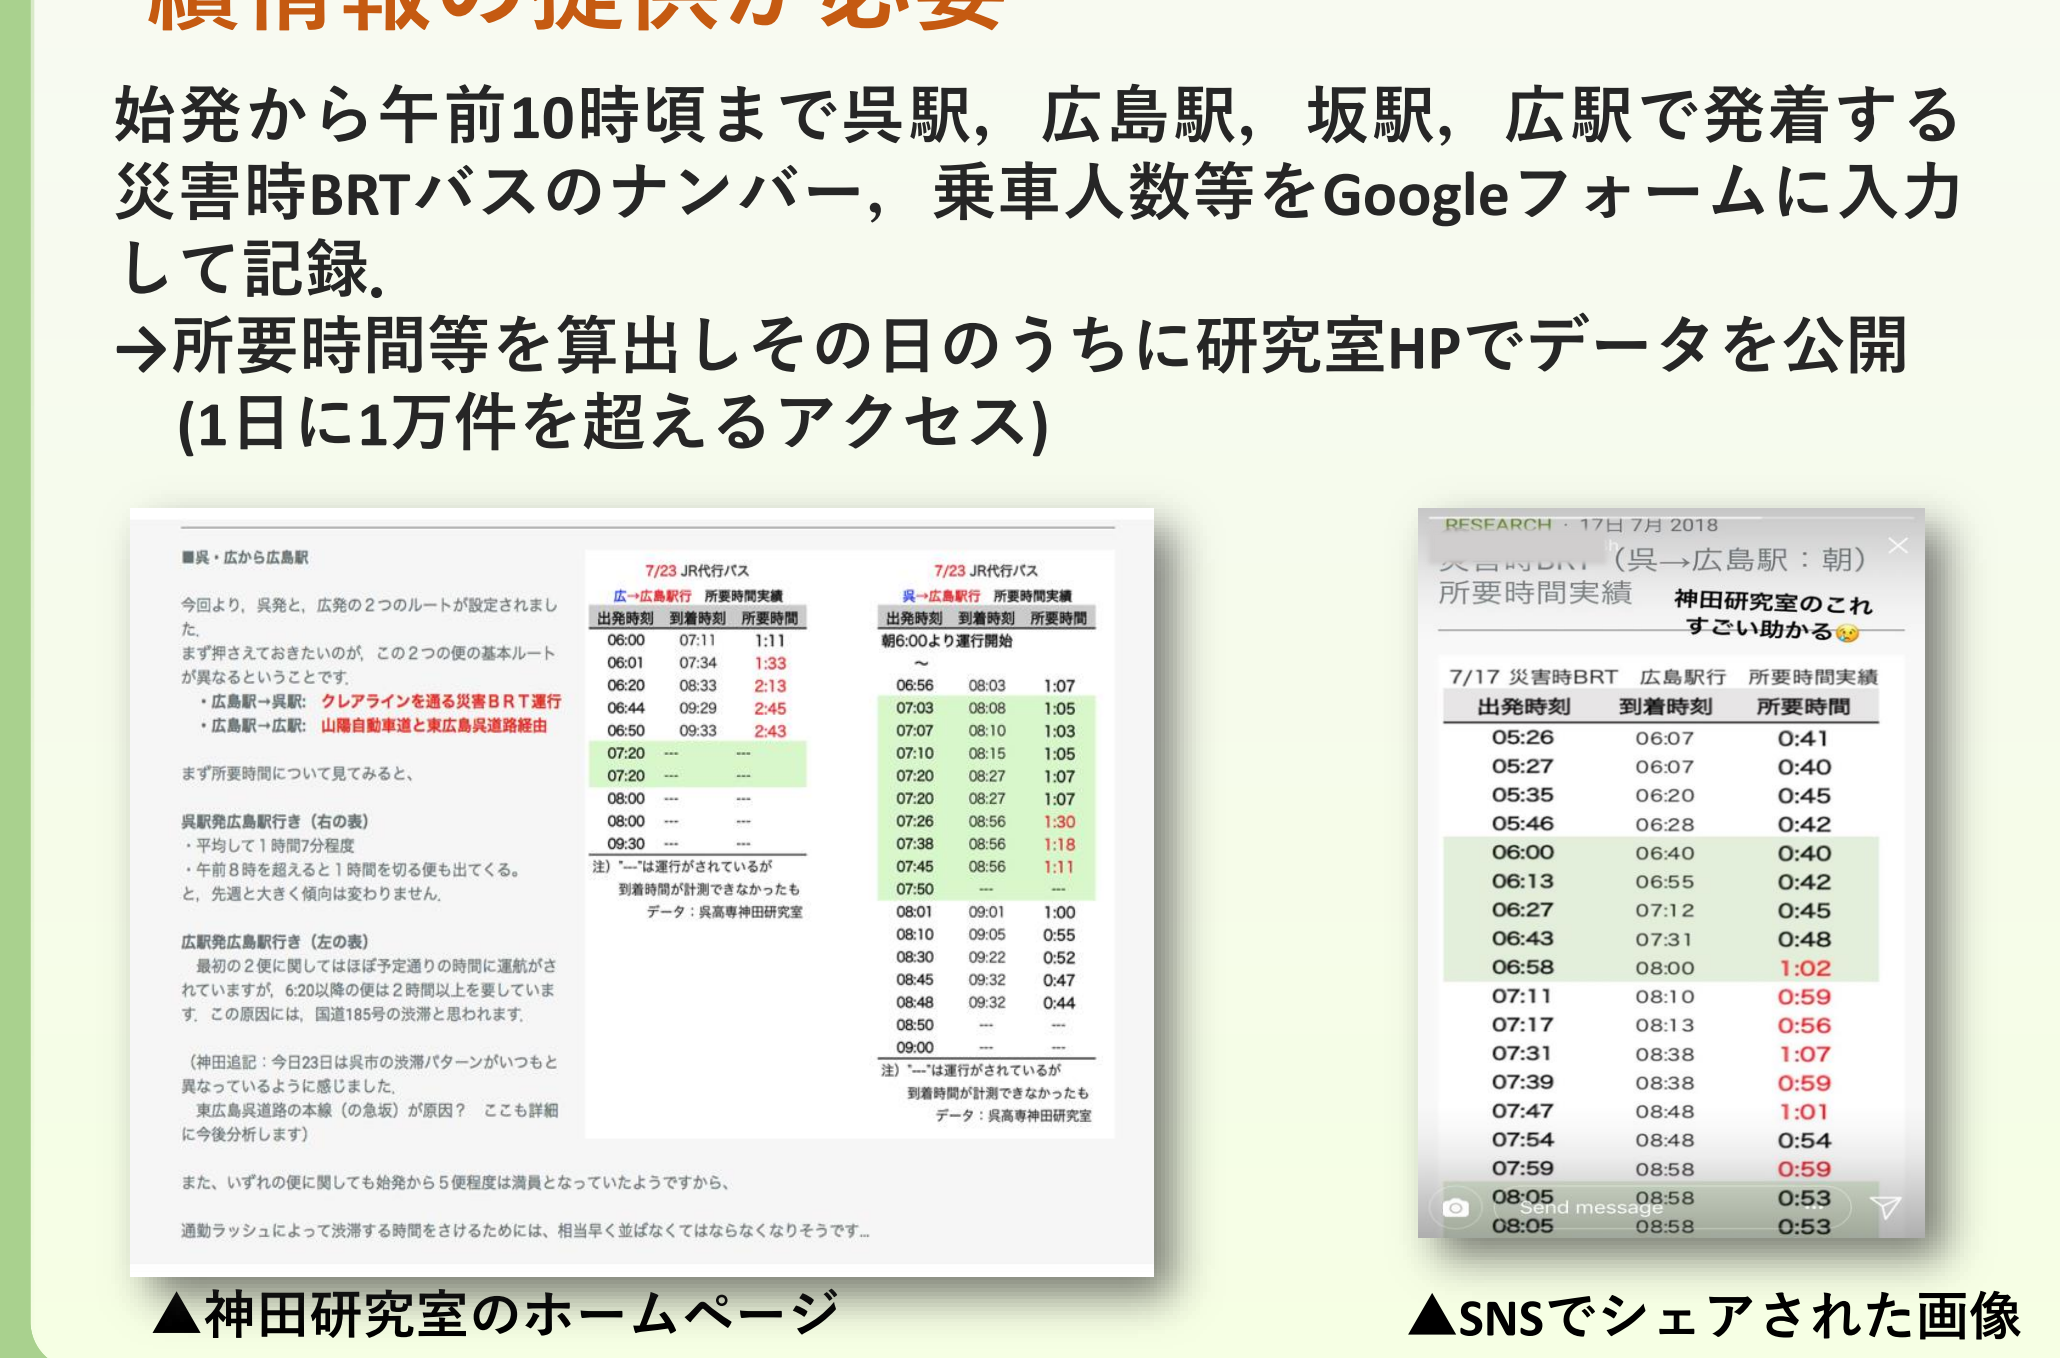 績情報の提供が必要
始発から午前10時頃まで呉駅，広島駅，坂駅，広駅で発着する
災害時BRTバスのナンバー，乗車人数等をGoogleフォームに入力
して記録．
→所要時間等を算出しその日のうちに研究室HPでデータを公開
(1日に1万件を超えるアクセス)
■呉・広から広島駅
今回より，呉発と，広発の２つのルートが設定されまし
た．
まず押さえておきたいのが，この２つの便の基本ルート
が異なるということです．
・広島駅→呉駅: クレアラインを通る災害ＢＲＴ運行
・広島駅→広駅: 山陽自動車道と東広島呉道路経由
まず所要時間について見てみると、
呉駅発広島駅行き（右の表）
・平均して１時間7分程度
・午前８時を超えると１時間を切る便も出てくる。
と，先週と大きく傾向は変わりません．
広駅発広島駅行き（左の表）
最初の２便に関してはほぼ予定通りの時間に運航がさ
れていますが，6:20以降の便は２時間以上を要していま
す．この原因には，国道185号の渋滞と思われます．
（神田追記：今日23日は呉市の渋滞パターンがいつもと
異なっているように感じました．
東広島呉道路の本線（の急坂）が原因？　ここも詳細
に今後分析します）
また、いずれの便に関しても始発から５便程度は満員となっていたようですから、
通勤ラッシュによって渋滞する時間をさけるためには、相当早く並ばなくてはならなくなりそうです…
7/23 JR代行バス
広→広島駅行 所要時間実績
出発時刻 到着時刻 所要時間
06:00 07:11 1:11
06:01 07:34 1:33
06:20 08:33 2:13
06:44 09:29 2:45
06:50 09:33 2:43
07:20 --- ---
07:20 --- ---
08:00 --- ---
08:00 --- ---
09:30 --- ---
注）"---"は運行がされているが
到着時間が計測できなかったも
データ：呉高専神田研究室
7/23 JR代行バス
呉→広島駅行 所要時間実績
出発時刻 到着時刻 所要時間
朝6:00より運行開始
～
06:56 08:03 1:07
07:03 08:08 1:05
07:07 08:10 1:03
07:10 08:15 1:05
07:20 08:27 1:07
07:20 08:27 1:07
07:26 08:56 1:30
07:38 08:56 1:18
07:45 08:56 1:11
07:50 --- ---
08:01 09:01 1:00
08:10 09:05 0:55
08:30 09:22 0:52
08:45 09:32 0:47
08:48 09:32 0:44
08:50 --- ---
09:00 --- ---
注）"---"は運行がされているが
到着時間が計測できなかったも
データ：呉高専神田研究室
▲神田研究室のホームページ
RESEARCH · 17日 7月 2018
災害時BRT（呉→広島駅：朝）
所要時間実績
神田研究室のこれ
すごい助かる😢
7/17 災害時BRT 広島駅行 所要時間実績
出発時刻 到着時刻 所要時間
05:26 06:07 0:41
05:27 06:07 0:40
05:35 06:20 0:45
05:46 06:28 0:42
06:00 06:40 0:40
06:13 06:55 0:42
06:27 07:12 0:45
06:43 07:31 0:48
06:58 08:00 1:02
07:11 08:10 0:59
07:17 08:13 0:56
07:31 08:38 1:07
07:39 08:38 0:59
07:47 08:48 1:01
07:54 08:48 0:54
07:59 08:58 0:59
08:05 08:58 0:53
Send message
08:05 08:58 0:53
▲SNSでシェアされた画像